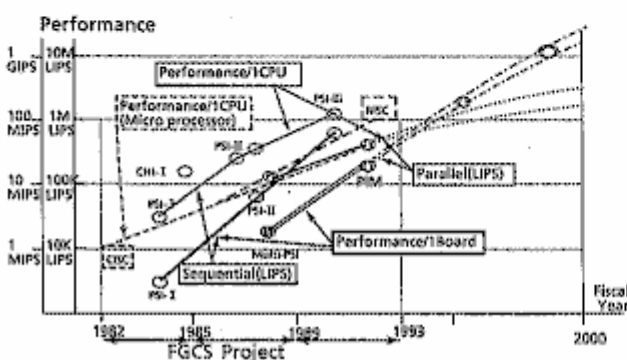 Performance
1 GIPS
10M LIPS
Performance/1CPU
Performance/1CPU
(Micro processor)
PSI-III
100 MIPS
1M LIPS
PSI-II
CHI-I
Parallel(LIPS)
10 MIPS
100K LIPS
PSI-I
PSI-II
PIM
Performance/1Board
Multi-PSI
1 MIPS
10K LIPS
CISC
Sequential(LIPS)
PSI-I
Fiscal
Year
1982
1985
1989
1993
2000
FGCS Project